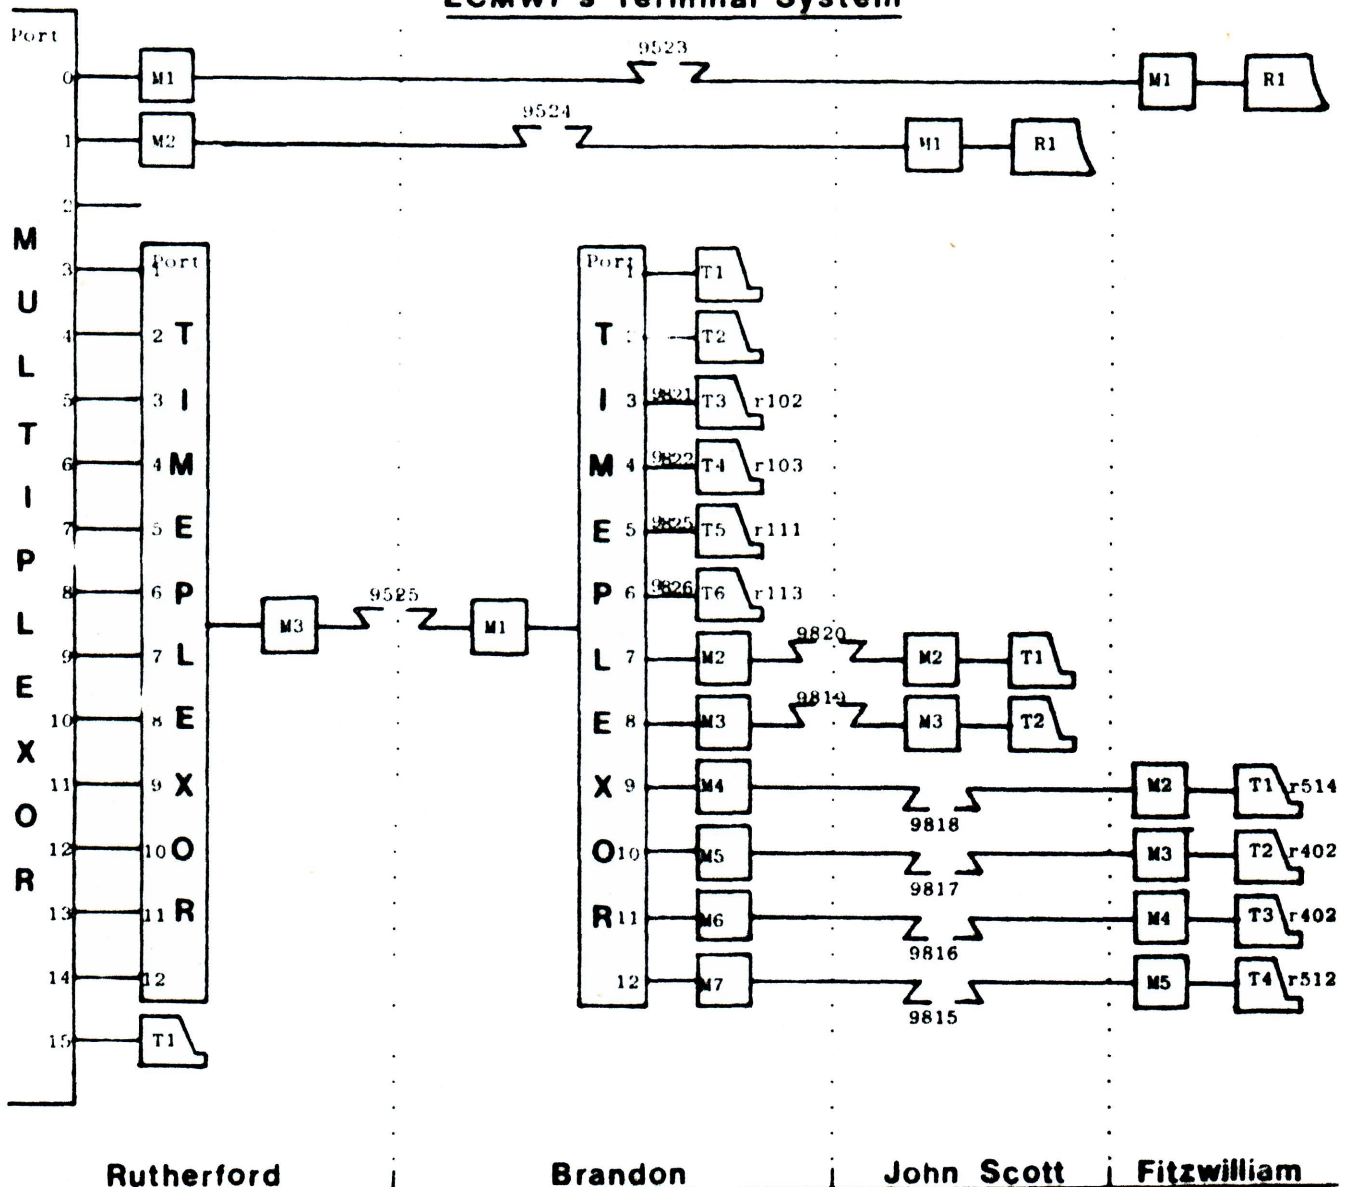 ECMWF's Terminal System
Port
0 M1 9523 M1 R1
1 M2 9524 M1 R1
2
MULTIPLEXOR
Port Port
TIMEPLEXOR TIMEPLEXOR
3 1 1 T1
4 2 T2
5 3 3 9821 T3 r102
6 4 4 9822 T4 r103
7 5 5 9825 T5 r111
8 6 6 9826 T6 r113
M3 9525 M1
9 7 7 M2 9820 M2 T1
10 8 8 M3 9819 M3 T2
11 9 9 M4 9818 M2 T1 r514
12 10 10 M5 9817 M3 T2 r402
13 11 11 M6 9816 M4 T3 r402
14 12 12 M7 9815 M5 T4 r512
15 T1
Rutherford Brandon John Scott Fitzwilliam